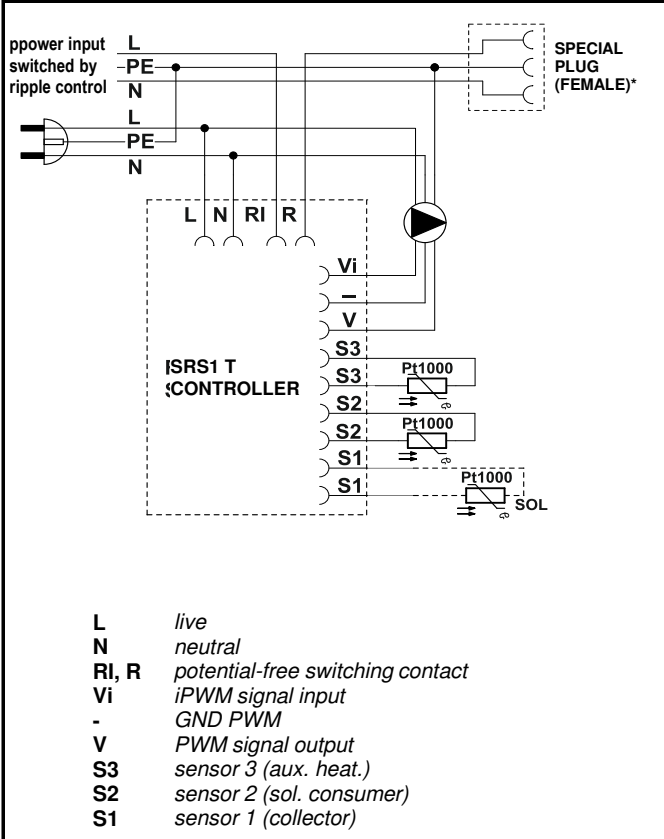 ppower input
switched by
ripple control
L
PE
N
SPECIAL
PLUG
(FEMALE)*
L
PE
N
L N RI R
Vi
–
V
S3
S3
S2
S2
S1
S1
SRS1 T
CONTROLLER
Pt1000
Pt1000
Pt1000
SOL
L live
N neutral
RI, R potential-free switching contact
Vi iPWM signal input
- GND PWM
V PWM signal output
S3 sensor 3 (aux. heat.)
S2 sensor 2 (sol. consumer)
S1 sensor 1 (collector)